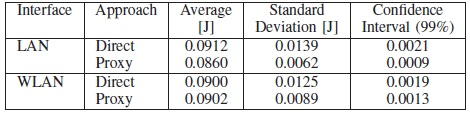 Interface Approach Average [J] Standard Deviation [J] Confidence Interval (99%)
LAN Direct 0.0912 0.0139 0.0021
Proxy 0.0860 0.0062 0.0009
WLAN Direct 0.0900 0.0125 0.0019
Proxy 0.0902 0.0089 0.0013